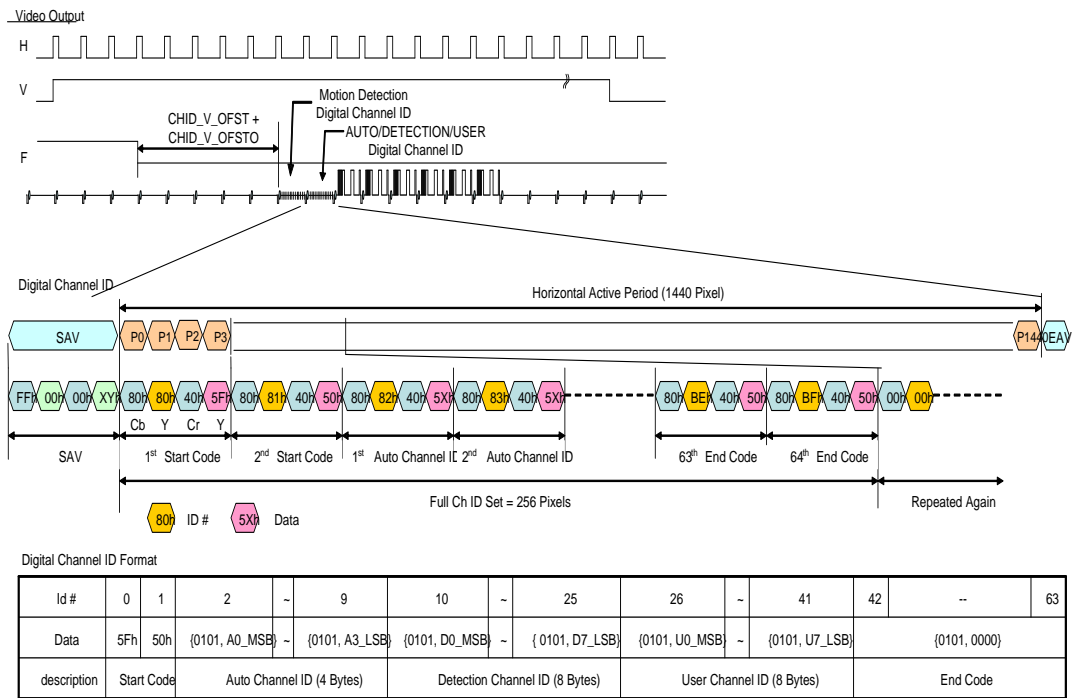 Video Output
H
V
Motion Detection
Digital Channel ID
CHID_V_OFST +
CHID_V_OFSTO
AUTO/DETECTION/USER
Digital Channel ID
F
Digital Channel ID
Horizontal Active Period (1440 Pixel)
SAV P0 P1 P2 P3 P1440 EAV
FFh 00h 00h XYh 80h 80h 40h 5Fh 80h 81h 40h 50h 80h 82h 40h 5Xh 80h 83h 40h 5Xh 80h BEh 40h 50h 80h BFh 40h 50h 00h 00h
Cb Y Cr Y
SAV 1st Start Code 2nd Start Code 1st Auto Channel ID 2nd Auto Channel ID 63th End Code 64th End Code
Full Ch ID Set = 256 Pixels Repeated Again
80h ID # 5Xh Data
Digital Channel ID Format
Id # 0 1 2 ~ 9 10 ~ 25 26 ~ 41 42 -- 63
Data 5Fh 50h {0101, A0_MSB} ~ {0101, A3_LSB} {0101, D0_MSB} ~ { 0101, D7_LSB} {0101, U0_MSB} ~ {0101, U7_LSB} {0101, 0000}
description Start Code Auto Channel ID (4 Bytes) Detection Channel ID (8 Bytes) User Channel ID (8 Bytes) End Code